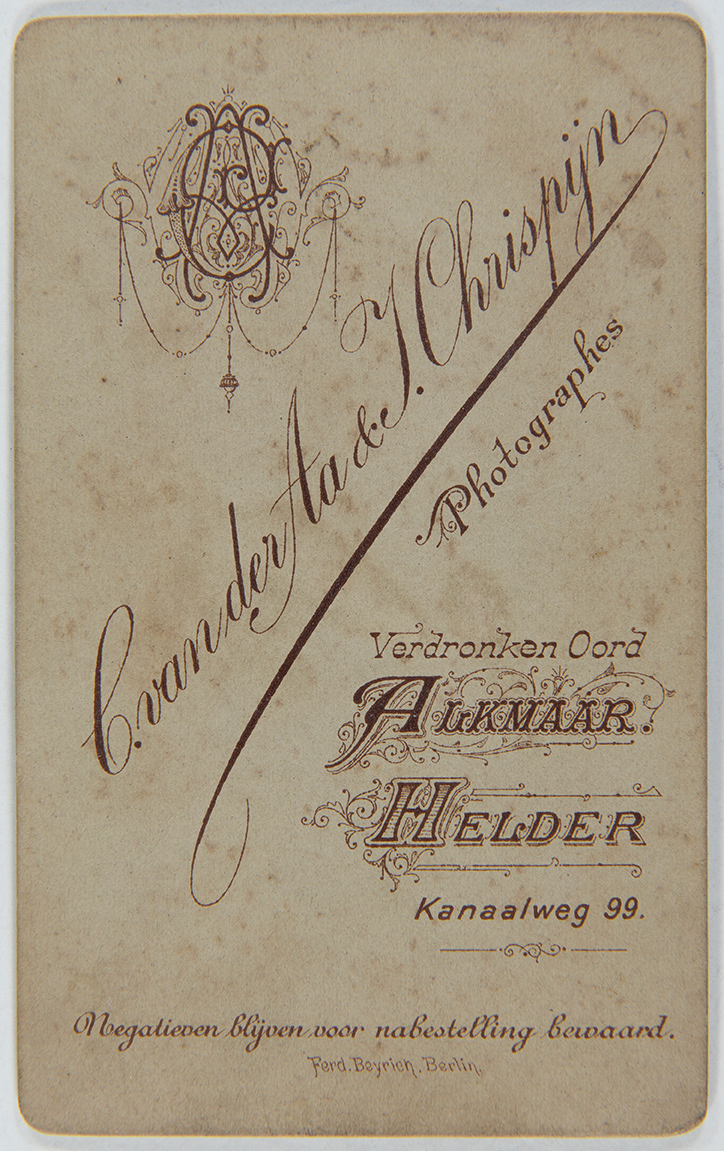 C. van der Aa & J. Chrispijn
Photographes
Verdronken Oord
ALKMAAR.
HELDER
Kanaalweg 99.
Negatieven blijven voor nabestelling bewaard.
Ferd. Beyrich, Berlin.